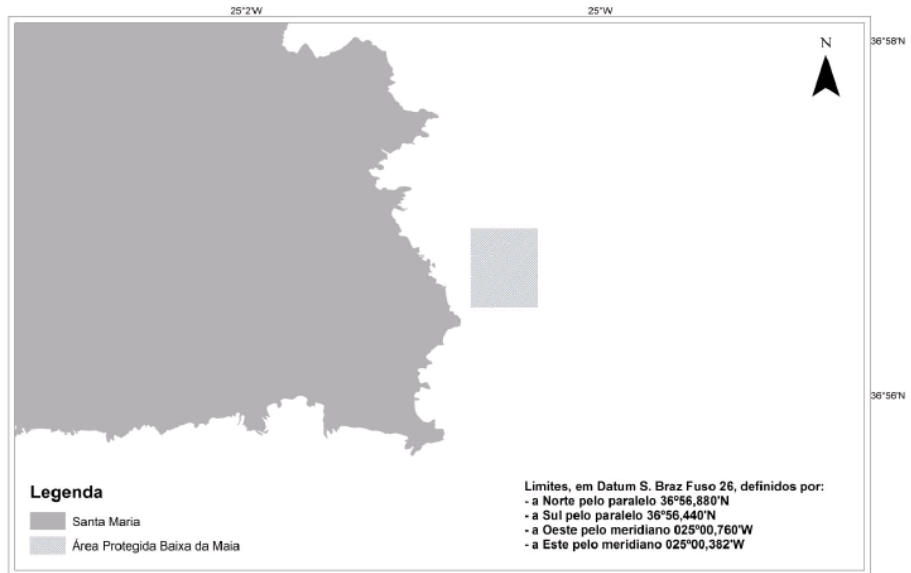 25°2'W
25°W
36°58'N
N
36°56'N
Legenda
Santa Maria
Área Protegida Baixa da Maia
Limites, em Datum S. Braz Fuso 26, definidos por:
- a Norte pelo paralelo 36º56,880'N
- a Sul pelo paralelo 36º56,440'N
- a Oeste pelo meridiano 025º00,760'W
- a Este pelo meridiano 025º00,382'W